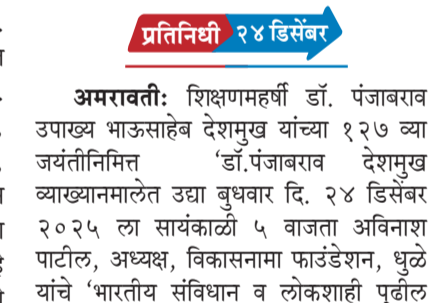 प्रतिनिधी २४ डिसेंबर
अमरावती: शिक्षणमहर्षी डॉ. पंजाबराव
उपाख्य भाऊसाहेब देशमुख यांच्या १२७ व्या
जयंतीनिमित्त 'डॉ.पंजाबराव देशमुख
व्याख्यानमालेत उद्या बुधवार दि. २४ डिसेंबर
२०२५ ला सायंकाळी ५ वाजता अविनाश
पाटील, अध्यक्ष, विकासनामा फाउंडेशन, धुळे
यांचे 'भारतीय संविधान व लोकशाही पुढील